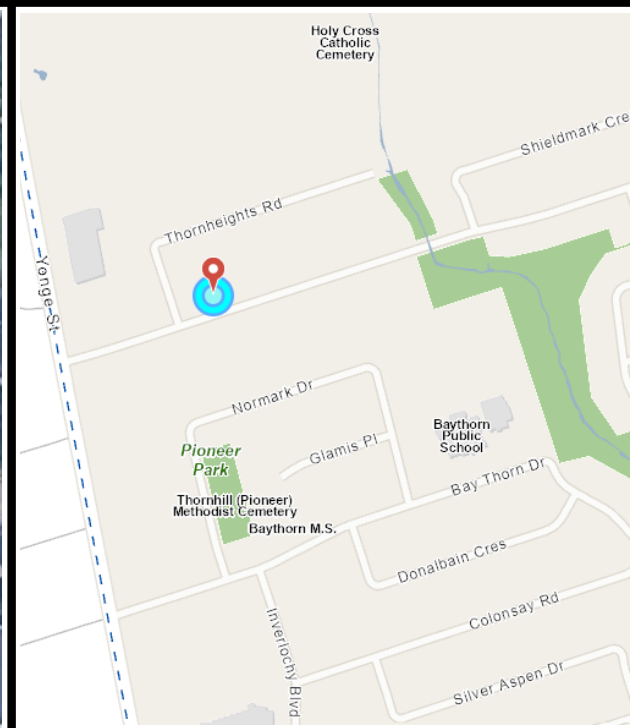 Holy Cross
Catholic
Cemetery
Shieldmark Cre
Thornheights Rd
Yonge St
Normark Dr
Baythorn
Public
School
Glamis Pl
Pioneer
Park
Bay Thorn Dr
Thornhill (Pioneer)
Methodist Cemetery
Baythorn M.S.
Donalbain Cres
Colonsay Rd
Inverlochy Blvd
Silver Aspen Dr